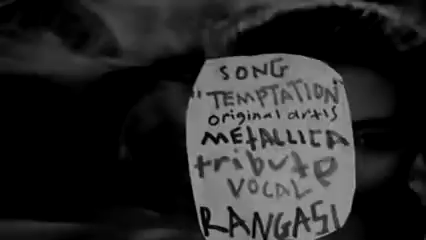 SONG
"TEMPTATION"
original artis
METALLICA
tribute
VOCAL
RANGASI